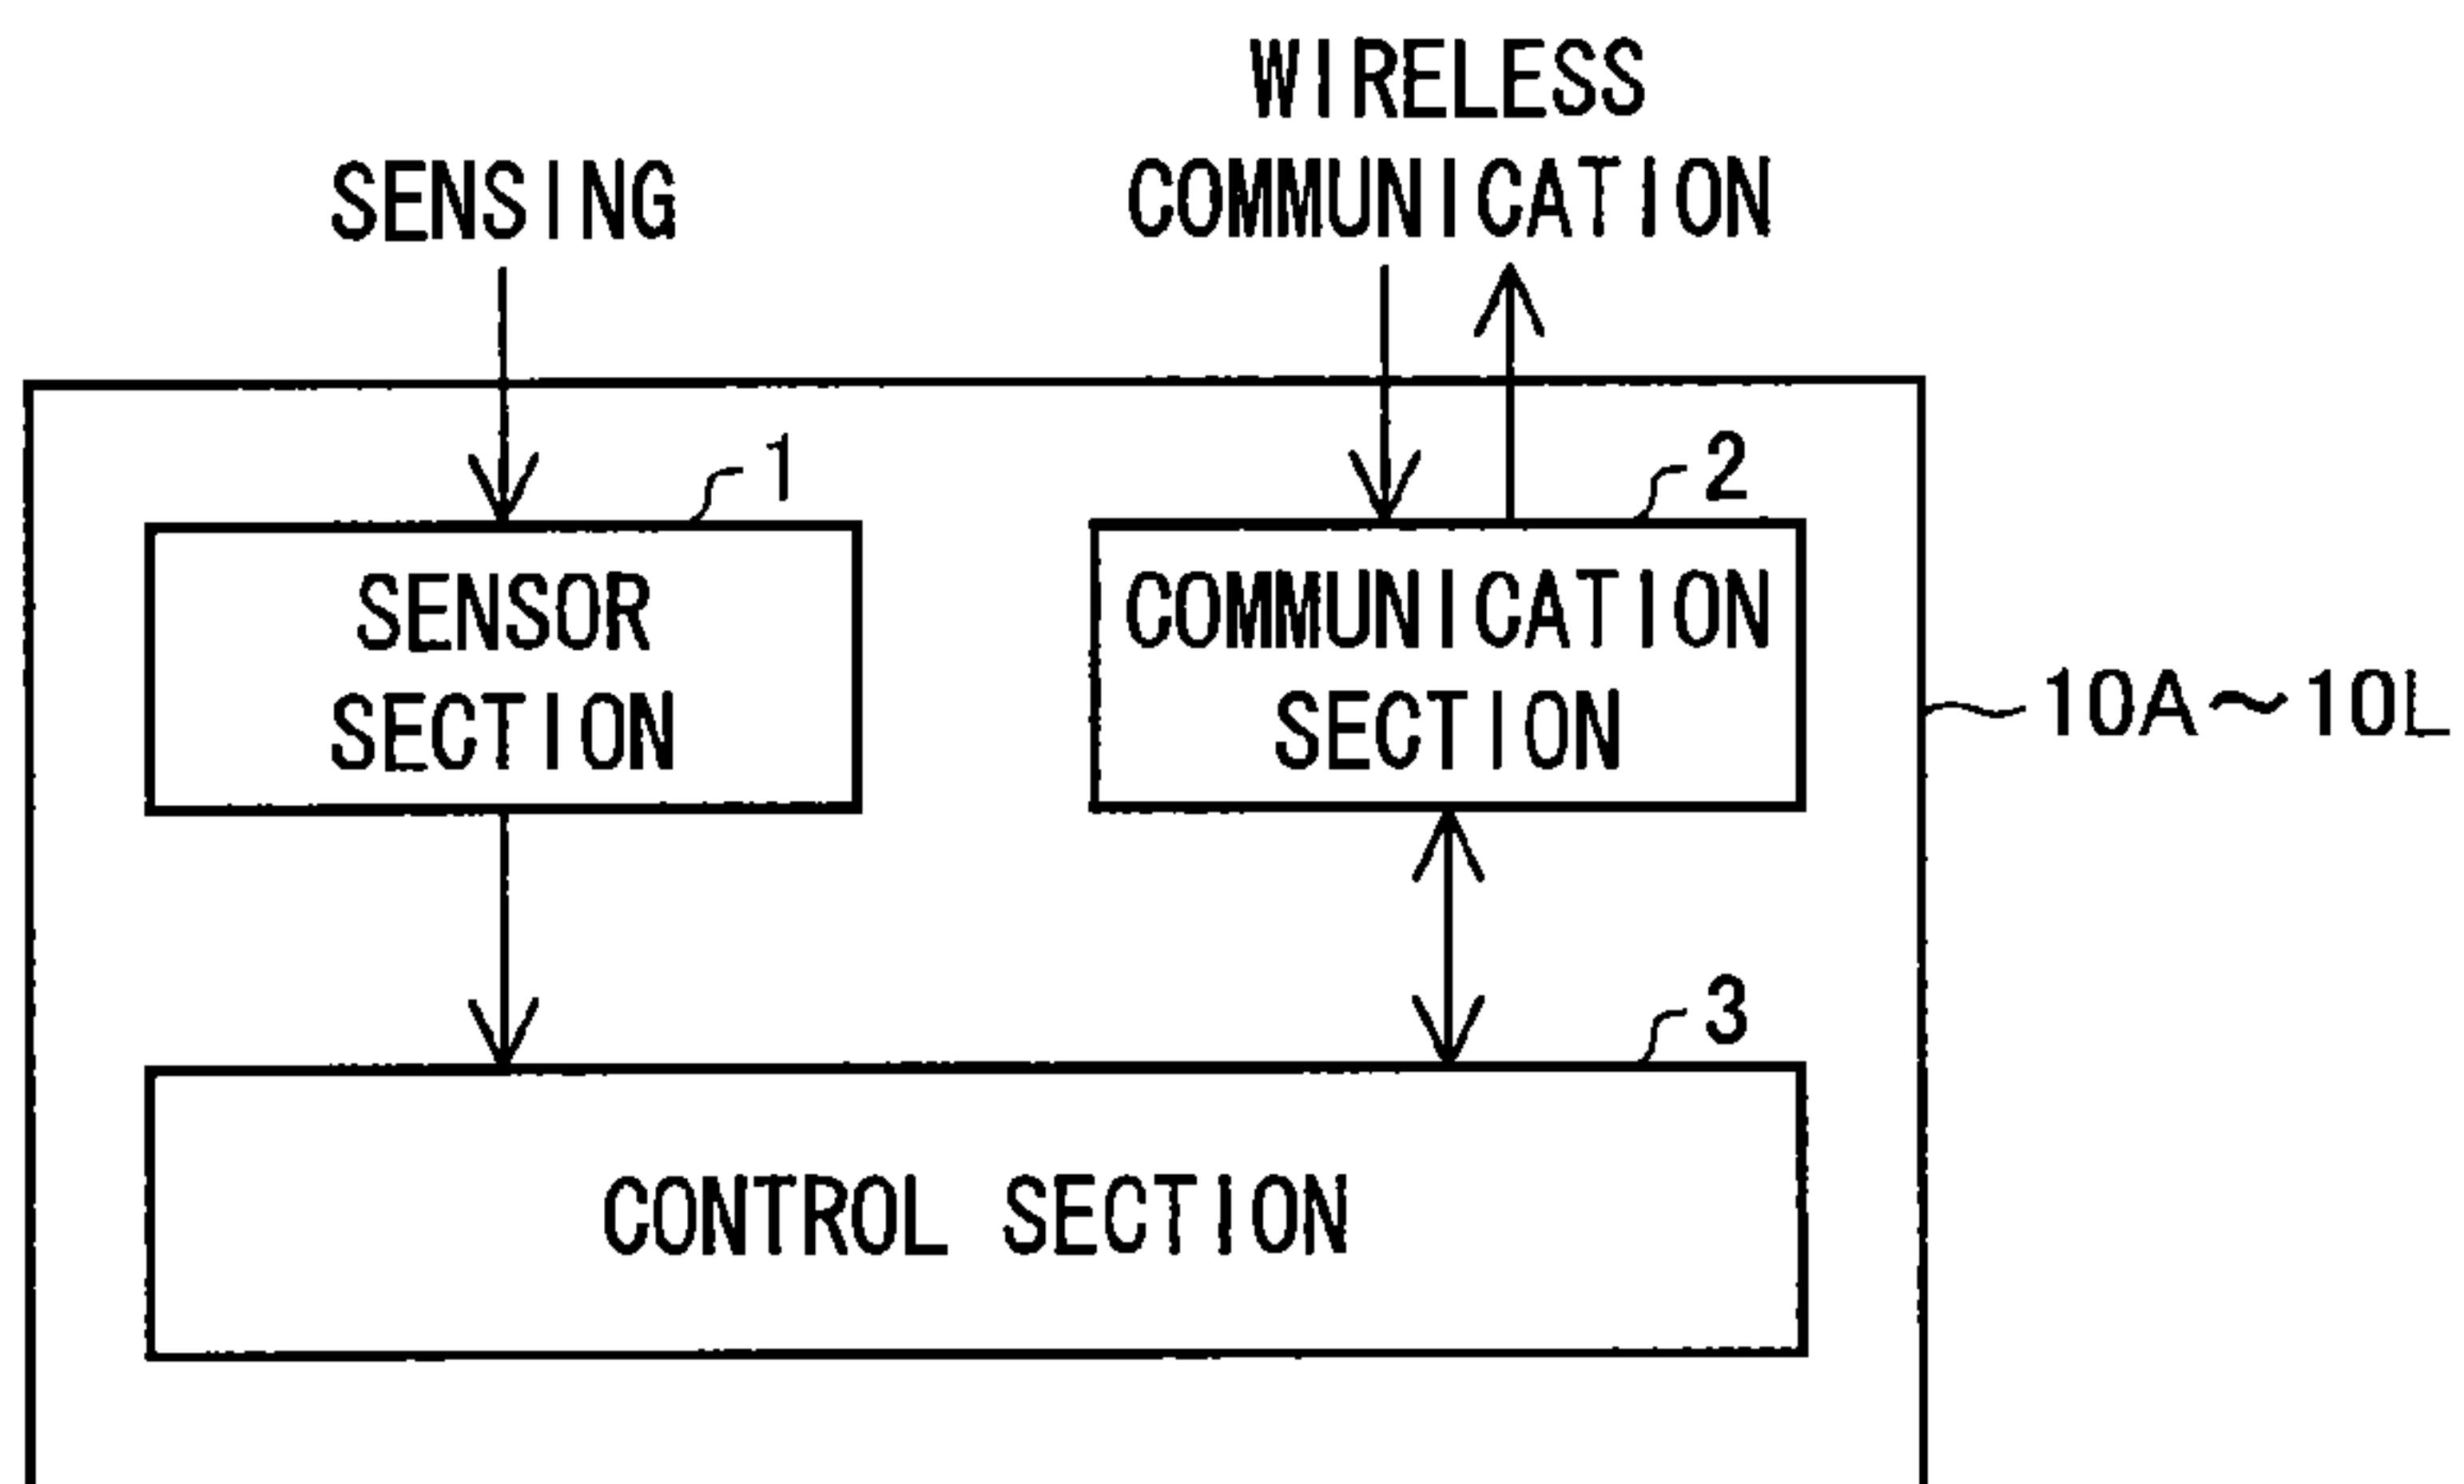 WIRELESS
COMMUNICATION
SENSING
1
2
SENSOR
SECTION
COMMUNICATION
SECTION
10A～10L
3
CONTROL SECTION